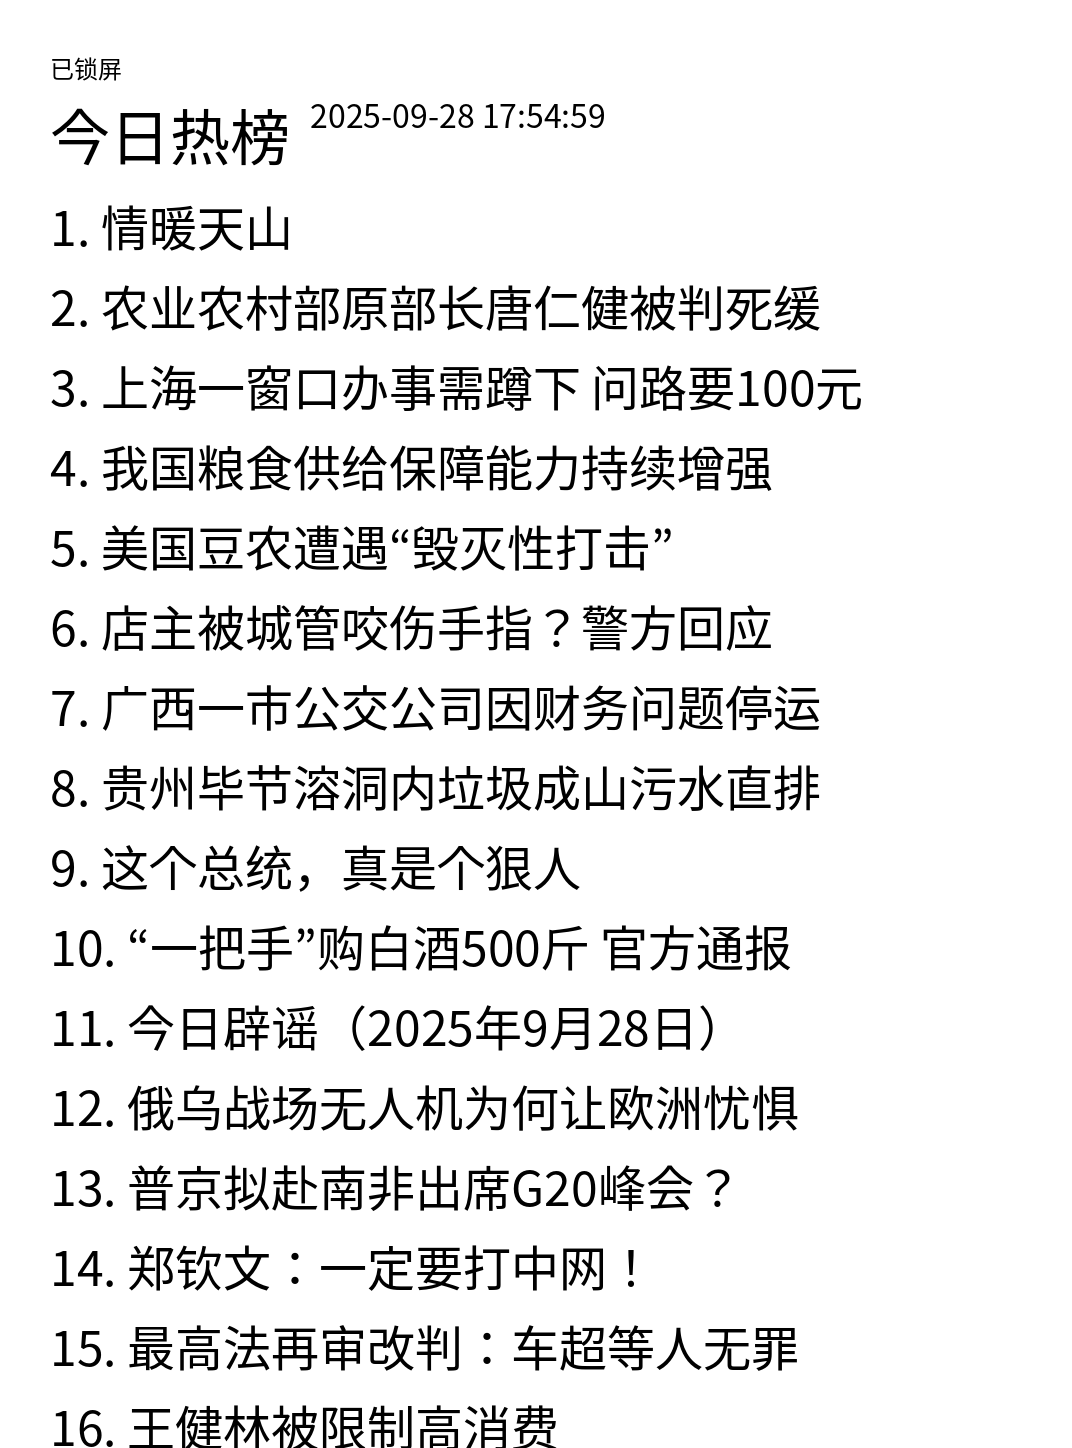 已锁屏
今日热榜 2025-09-28 17:54:59
1. 情暖天山
2. 农业农村部原部长唐仁健被判死缓
3. 上海一窗口办事需蹲下 问路要100元
4. 我国粮食供给保障能力持续增强
5. 美国豆农遭遇“毁灭性打击”
6. 店主被城管咬伤手指？警方回应
7. 广西一市公交公司因财务问题停运
8. 贵州毕节溶洞内垃圾成山污水直排
9. 这个总统，真是个狠人
10. “一把手”购白酒500斤 官方通报
11. 今日辟谣（2025年9月28日）
12. 俄乌战场无人机为何让欧洲忧惧
13. 普京拟赴南非出席G20峰会？
14. 郑钦文：一定要打中网！
15. 最高法再审改判：车超等人无罪
16. 王健林被限制高消费